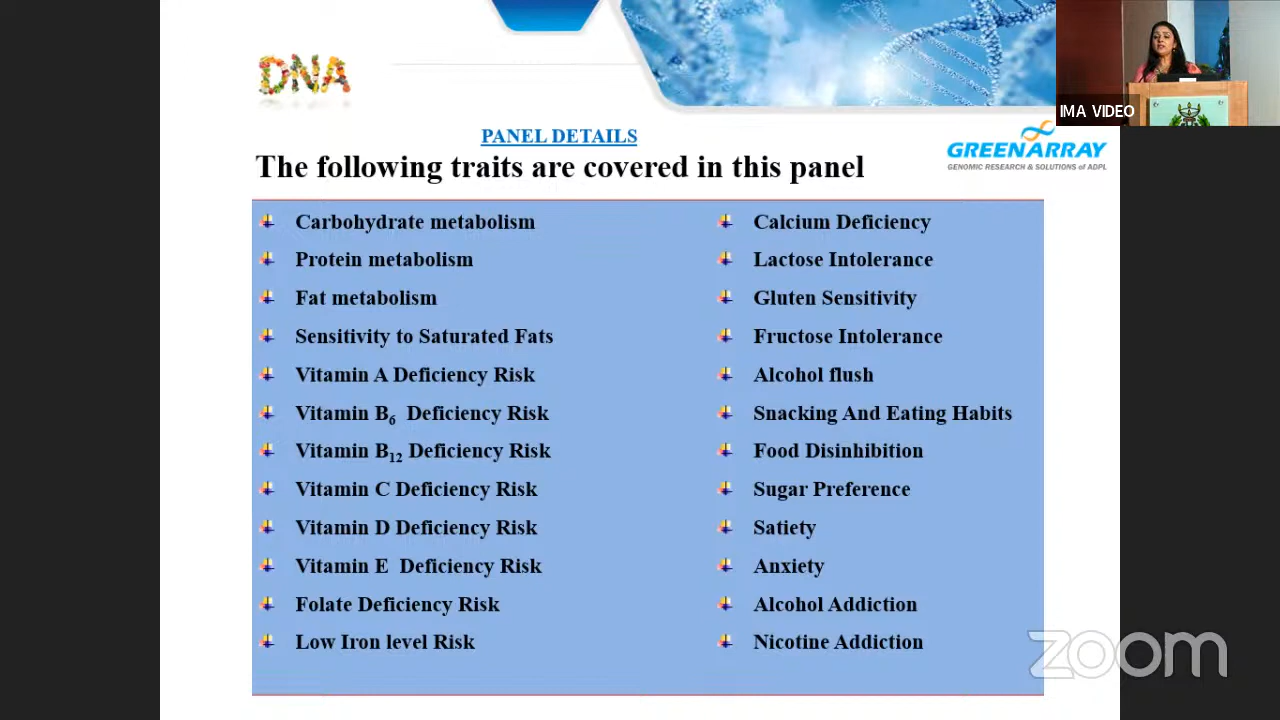 DNA
IMA VIDEO
PANEL DETAILS
The following traits are covered in this panel
GREENARRAY
GENOMIC RESEARCH & SOLUTIONS of ADPL
Carbohydrate metabolism
Protein metabolism
Fat metabolism
Sensitivity to Saturated Fats
Vitamin A Deficiency Risk
Vitamin B6 Deficiency Risk
Vitamin B12 Deficiency Risk
Vitamin C Deficiency Risk
Vitamin D Deficiency Risk
Vitamin E Deficiency Risk
Folate Deficiency Risk
Low Iron level Risk
Calcium Deficiency
Lactose Intolerance
Gluten Sensitivity
Fructose Intolerance
Alcohol flush
Snacking And Eating Habits
Food Disinhibition
Sugar Preference
Satiety
Anxiety
Alcohol Addiction
Nicotine Addiction
zoom